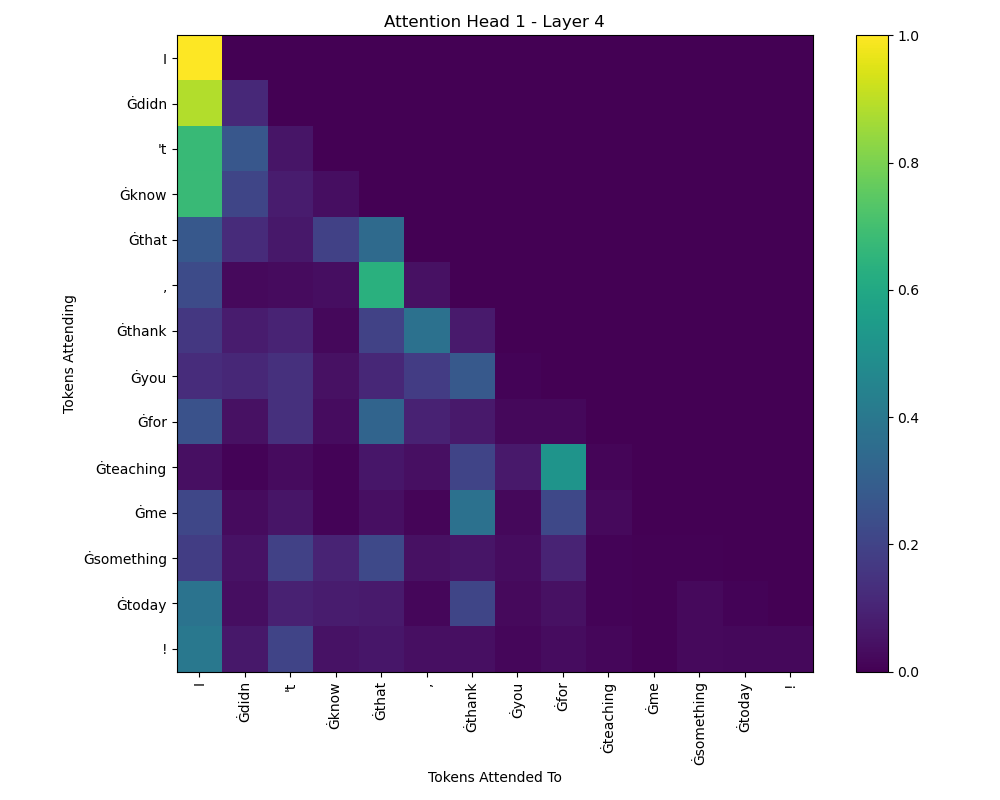 Attention Head 1 - Layer 4
I
Ġdidn
't
Ġknow
Ġthat
,
Ġthank
Ġyou
Ġfor
Ġteaching
Ġme
Ġsomething
Ġtoday
!
Tokens Attending
I
Ġdidn
't
Ġknow
Ġthat
,
Ġthank
Ġyou
Ġfor
Ġteaching
Ġme
Ġsomething
Ġtoday
!
Tokens Attended To
1.0
0.8
0.6
0.4
0.2
0.0